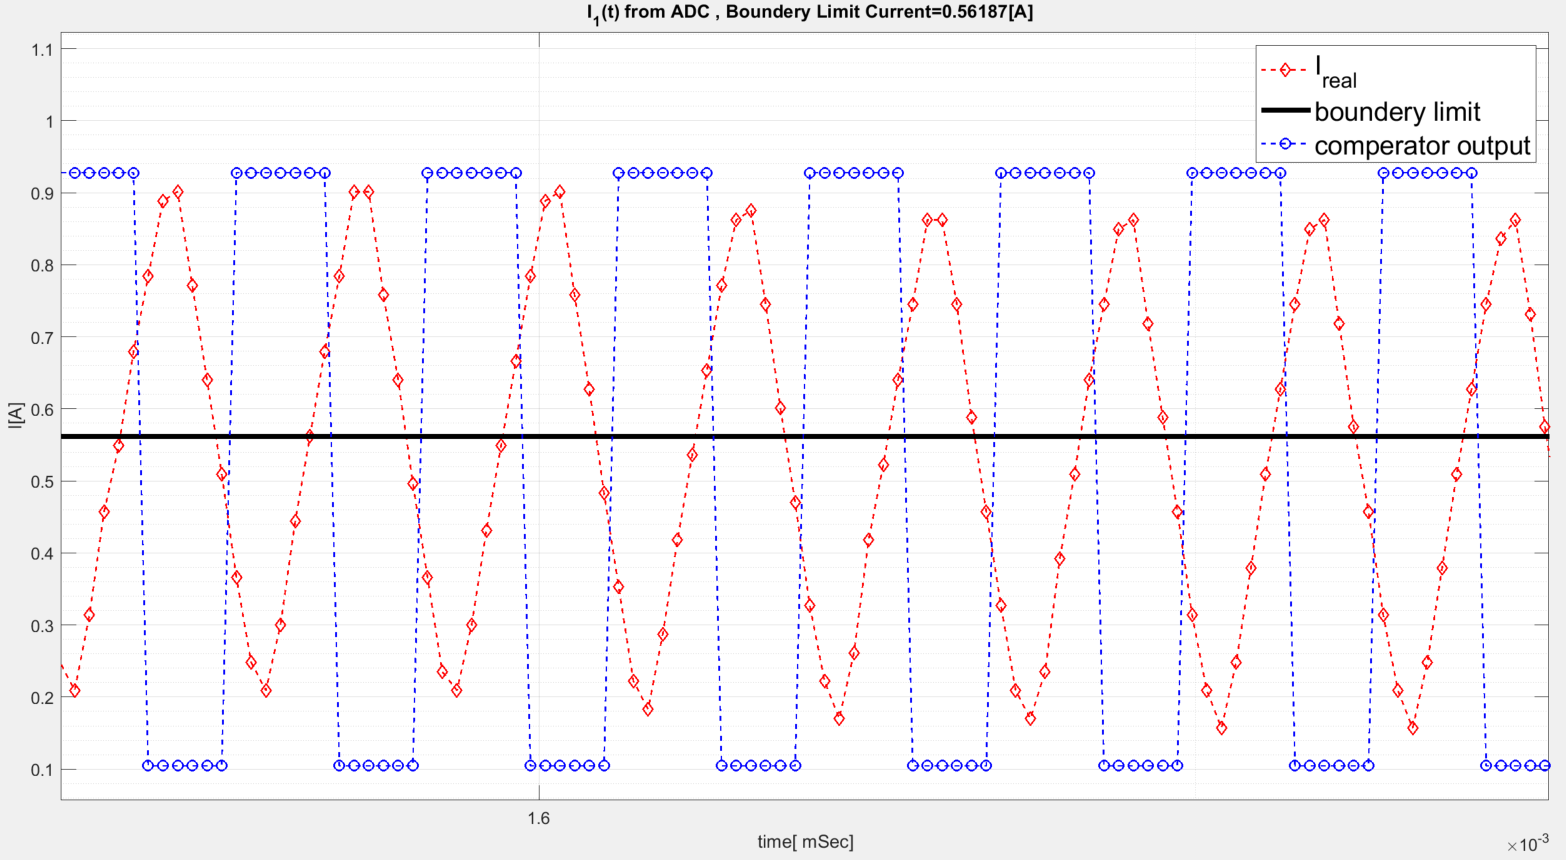 I1(t) from ADC , Boundery Limit Current=0.56187[A]
Ireal
boundery limit
comperator output
1.1
1
0.9
0.8
0.7
0.6
0.5
0.4
0.3
0.2
0.1
I[A]
1.6
time[ mSec]
×10-3